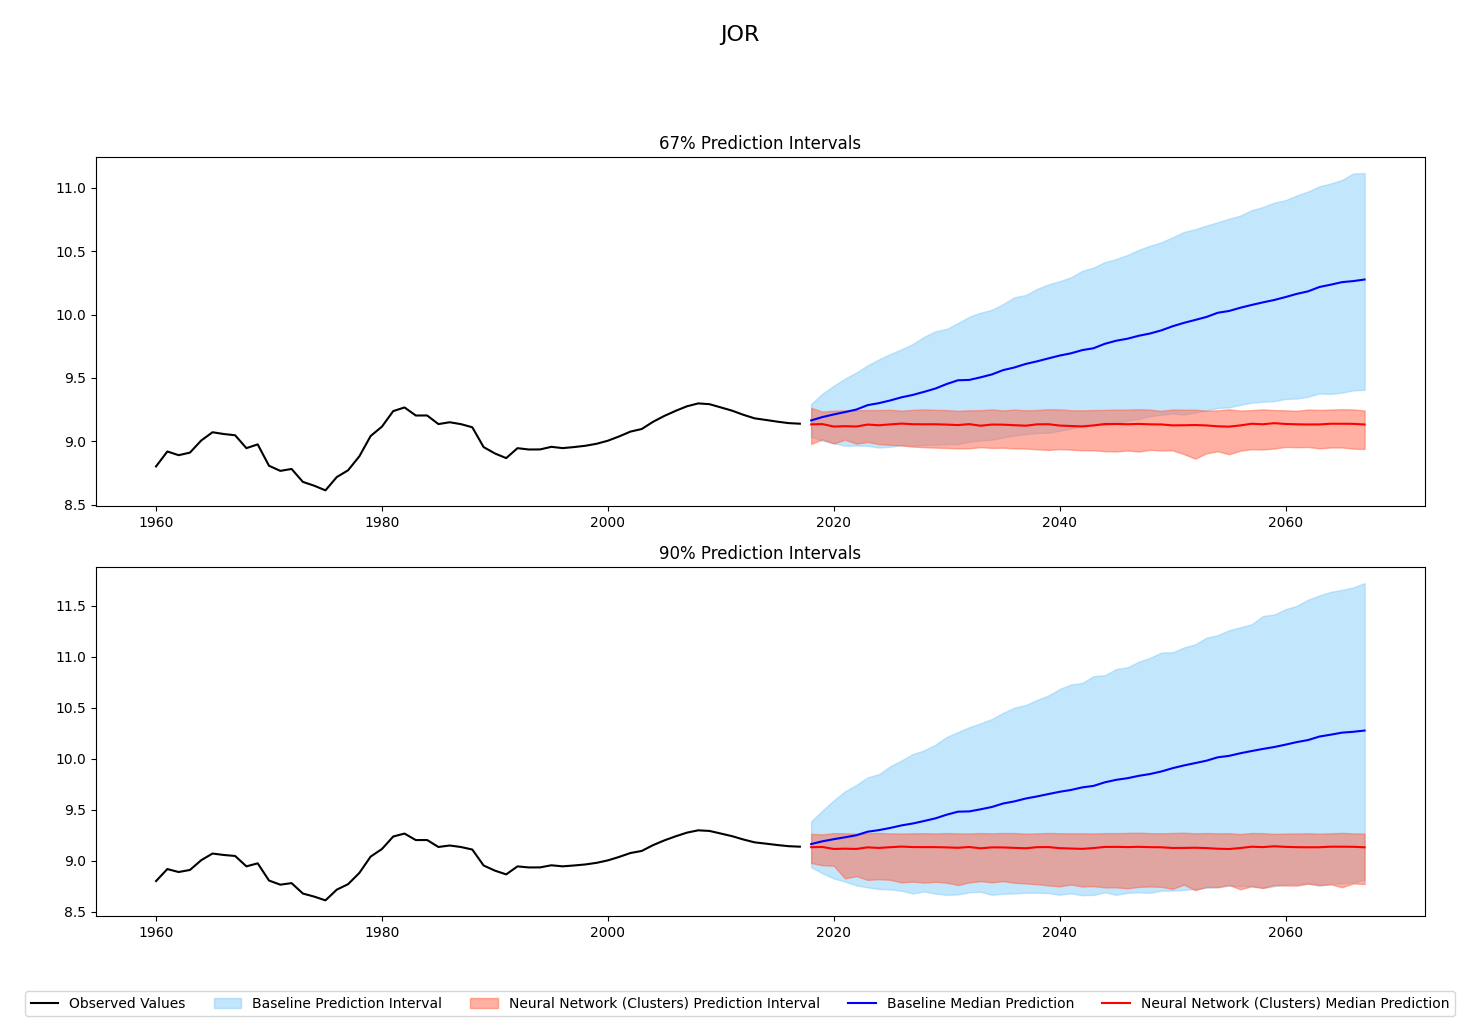 JOR
67% Prediction Intervals
11.0
10.5
10.0
9.5
9.0
8.5
1960 1980 2000 2020 2040 2060
90% Prediction Intervals
11.5
11.0
10.5
10.0
9.5
9.0
8.5
1960 1980 2000 2020 2040 2060
Observed Values Baseline Prediction Interval Neural Network (Clusters) Prediction Interval Baseline Median Prediction Neural Network (Clusters) Median Prediction